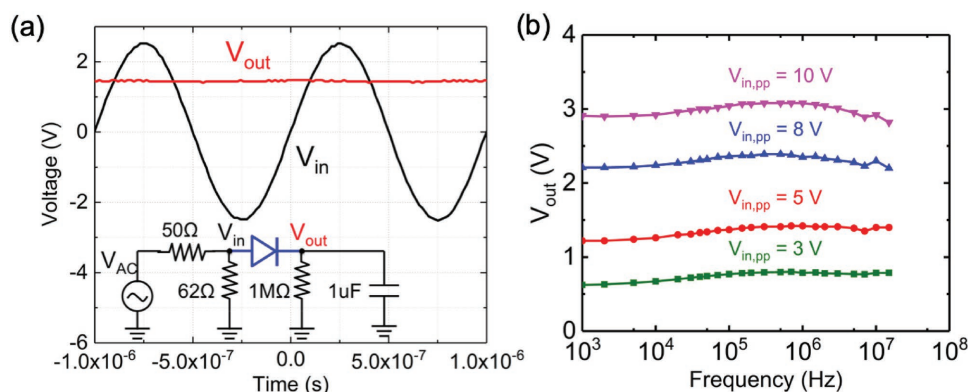 (a)
Voltage (V)
2
0
-2
-4
-6
V_out
V_in
50Ω
V_in
V_out
V_AC
62Ω
1MΩ
1uF
-1.0x10^-6
-5.0x10^-7
0.0
5.0x10^-7
1.0x10^-6
Time (s)
(b)
V_out (V)
4
3
2
1
0
V_in,pp = 10 V
V_in,pp = 8 V
V_in,pp = 5 V
V_in,pp = 3 V
10^3
10^4
10^5
10^6
10^7
10^8
Frequency (Hz)